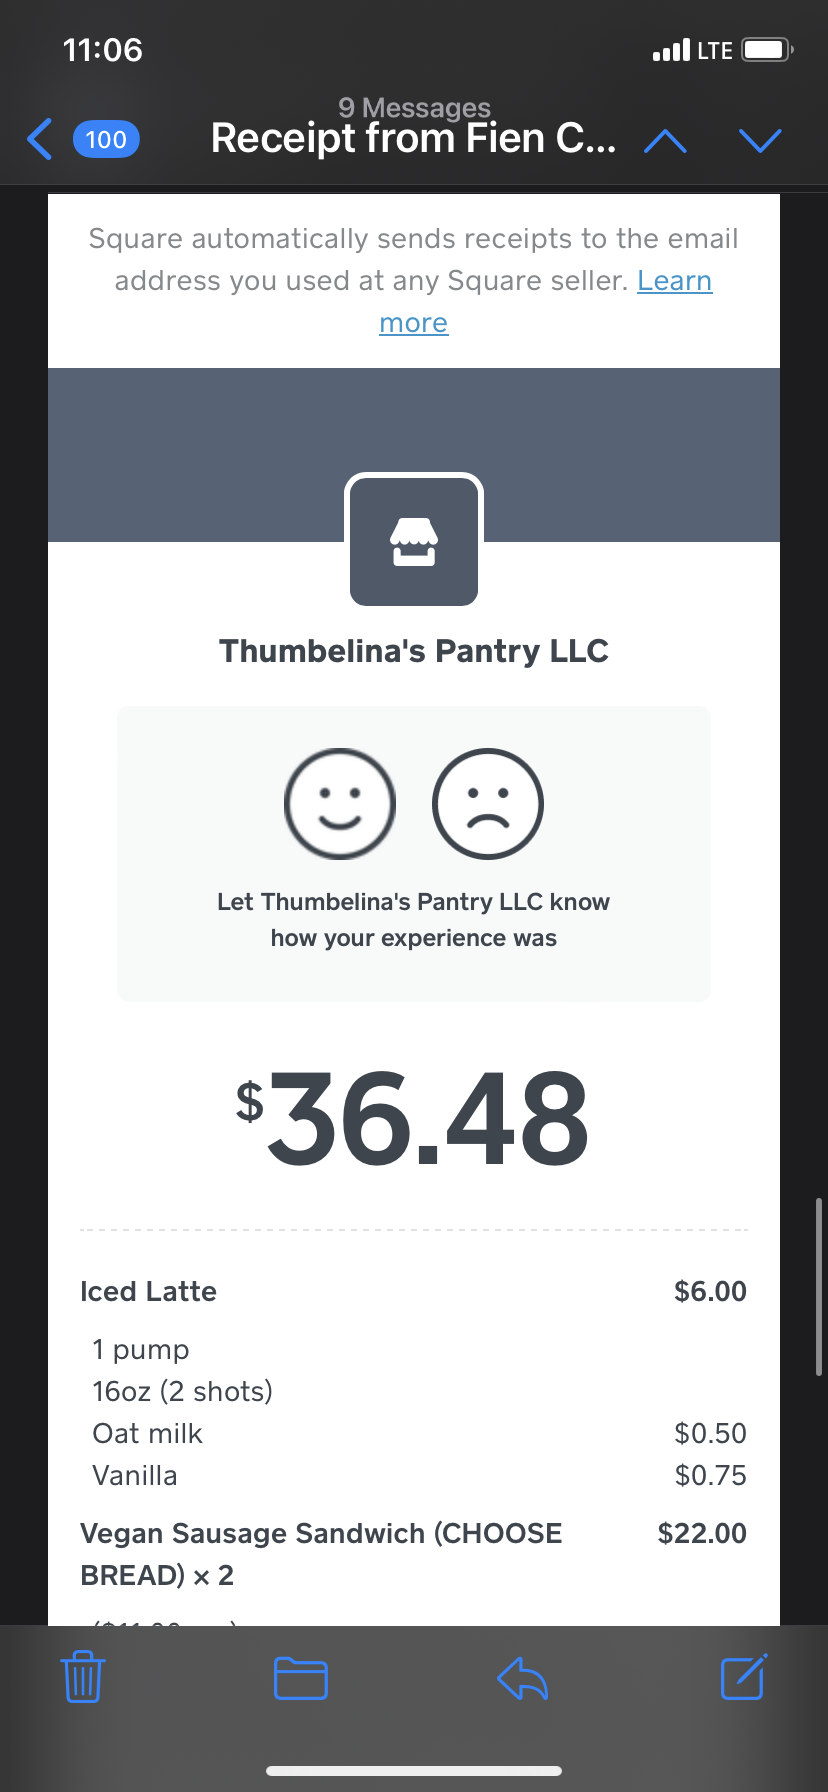 11:06
LTE
9 Messages
100
Receipt from Fien C...
Square automatically sends receipts to the email
address you used at any Square seller. Learn
more
Thumbelina's Pantry LLC
Let Thumbelina's Pantry LLC know
how your experience was
$36.48
Iced Latte $6.00
1 pump
16oz (2 shots)
Oat milk $0.50
Vanilla $0.75
Vegan Sausage Sandwich (CHOOSE $22.00
BREAD) × 2